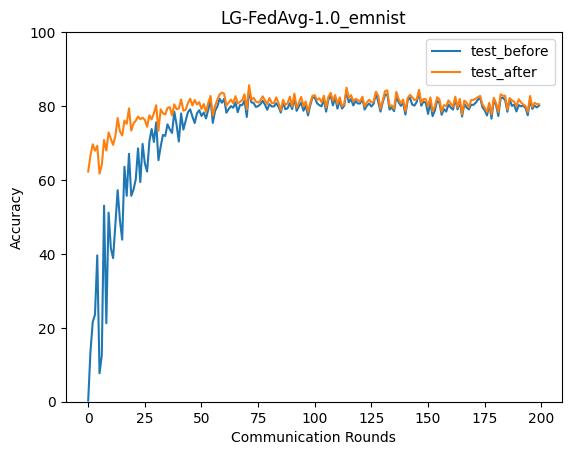 LG-FedAvg-1.0_emnist
100
80
60
40
20
0
Accuracy
test_before
test_after
0 25 50 75 100 125 150 175 200
Communication Rounds